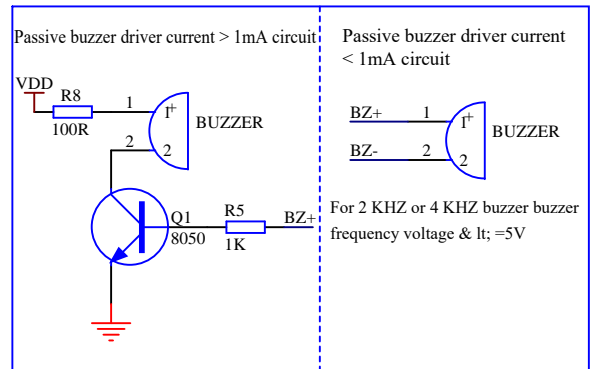 Passive buzzer driver current > 1mA circuit
VDD
R8
100R
1
1+
BUZZER
2
2
Q1
8050
R5
1K
BZ+
Passive buzzer driver current
< 1mA circuit
BZ+
1
1+
BUZZER
BZ-
2
2
For 2 KHZ or 4 KHZ buzzer buzzer
frequency voltage & lt; =5V